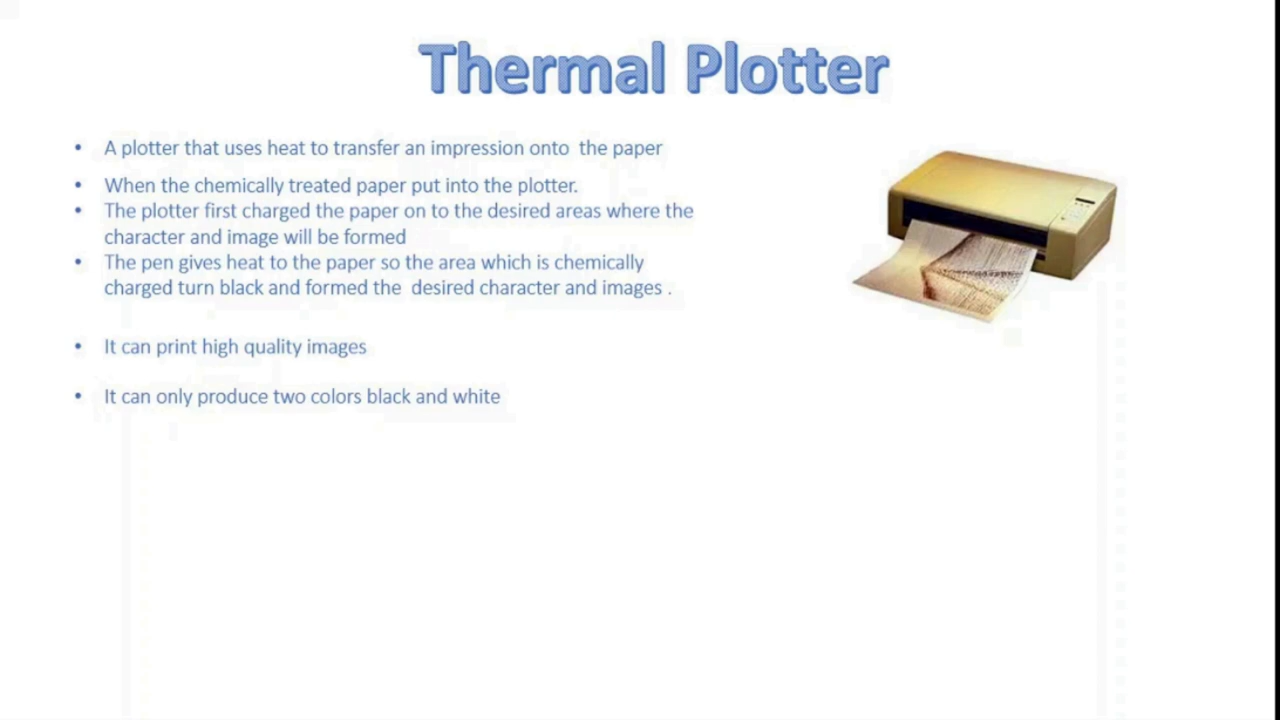 Thermal Plotter
• A plotter that uses heat to transfer an impression onto  the paper
• When the chemically treated paper put into the plotter.
• The plotter first charged the paper on to the desired areas where the
character and image will be formed
• The pen gives heat to the paper so the area which is chemically
charged turn black and formed the  desired character and images .
• It can print high quality images
• It can only produce two colors black and white